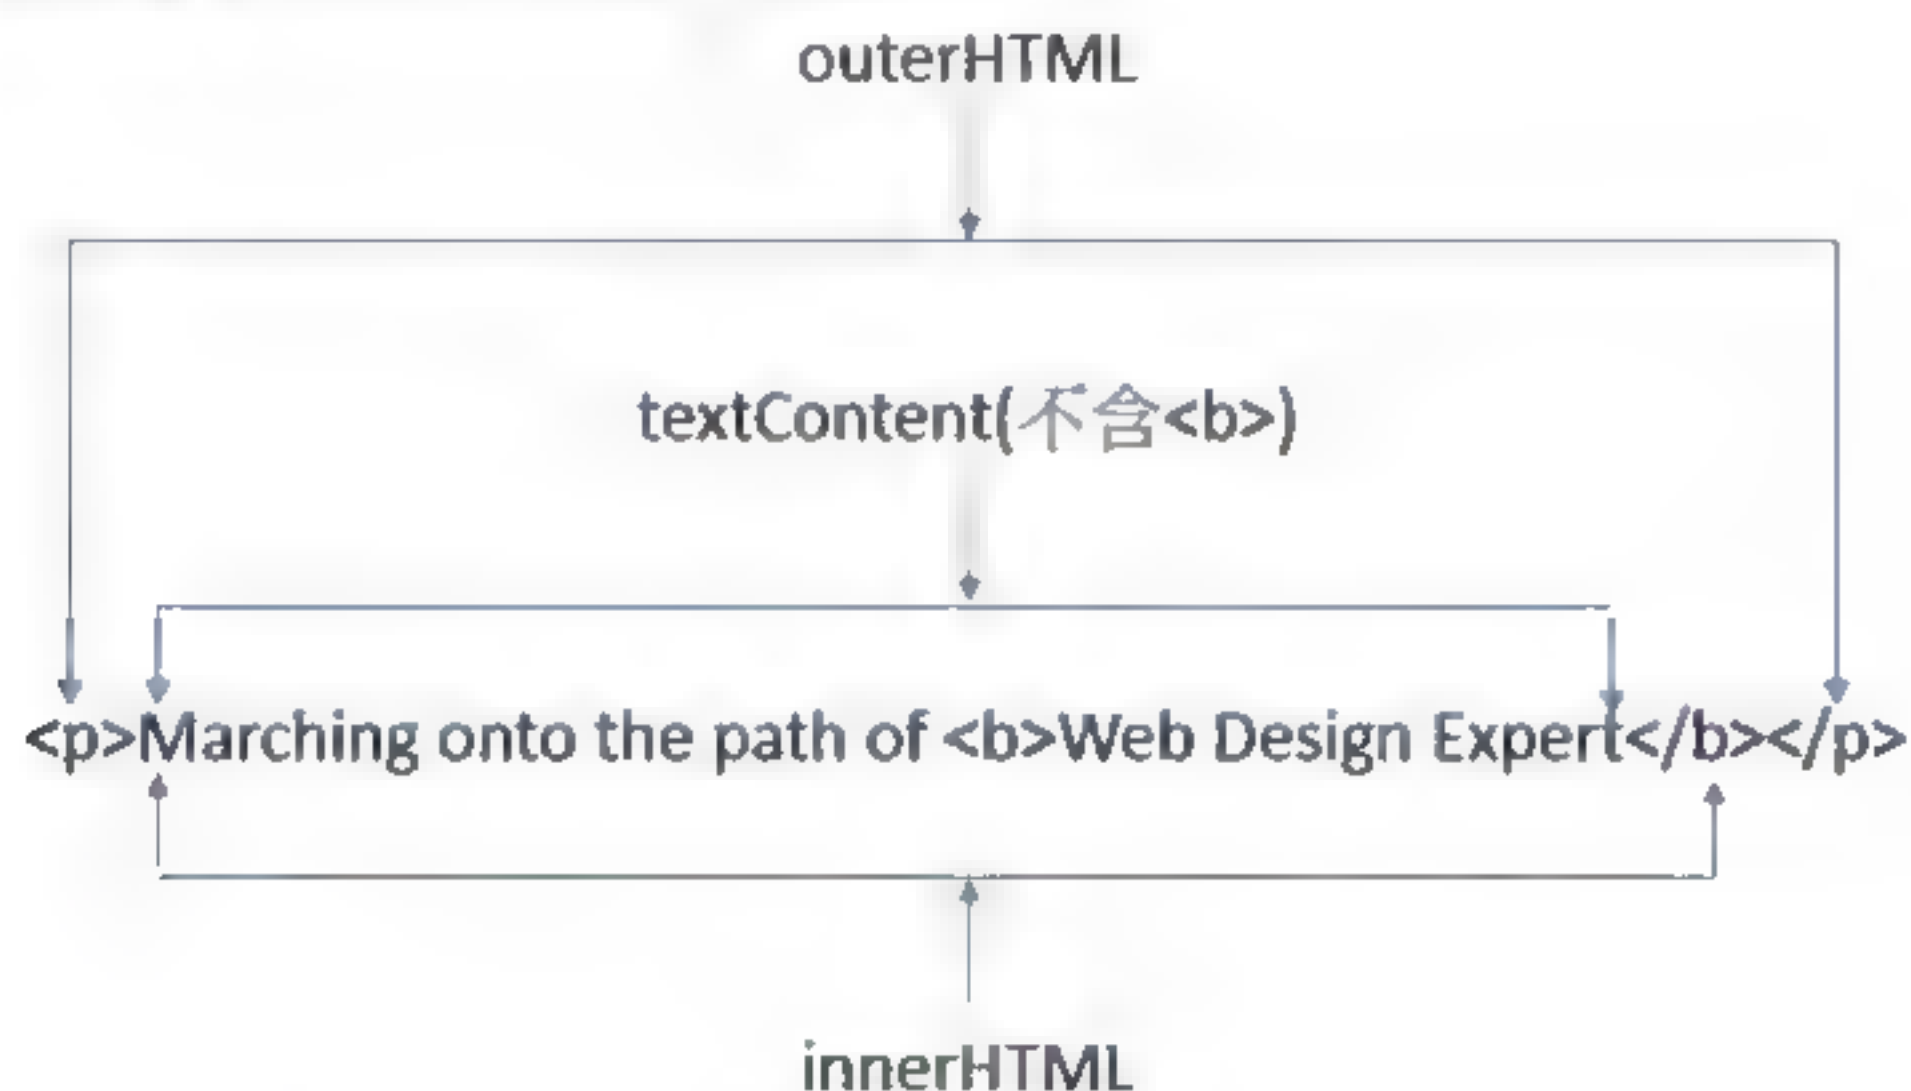 outerHTML
textContent(不含<b>)
<p>Marching onto the path of <b>Web Design Expert</b></p>
innerHTML